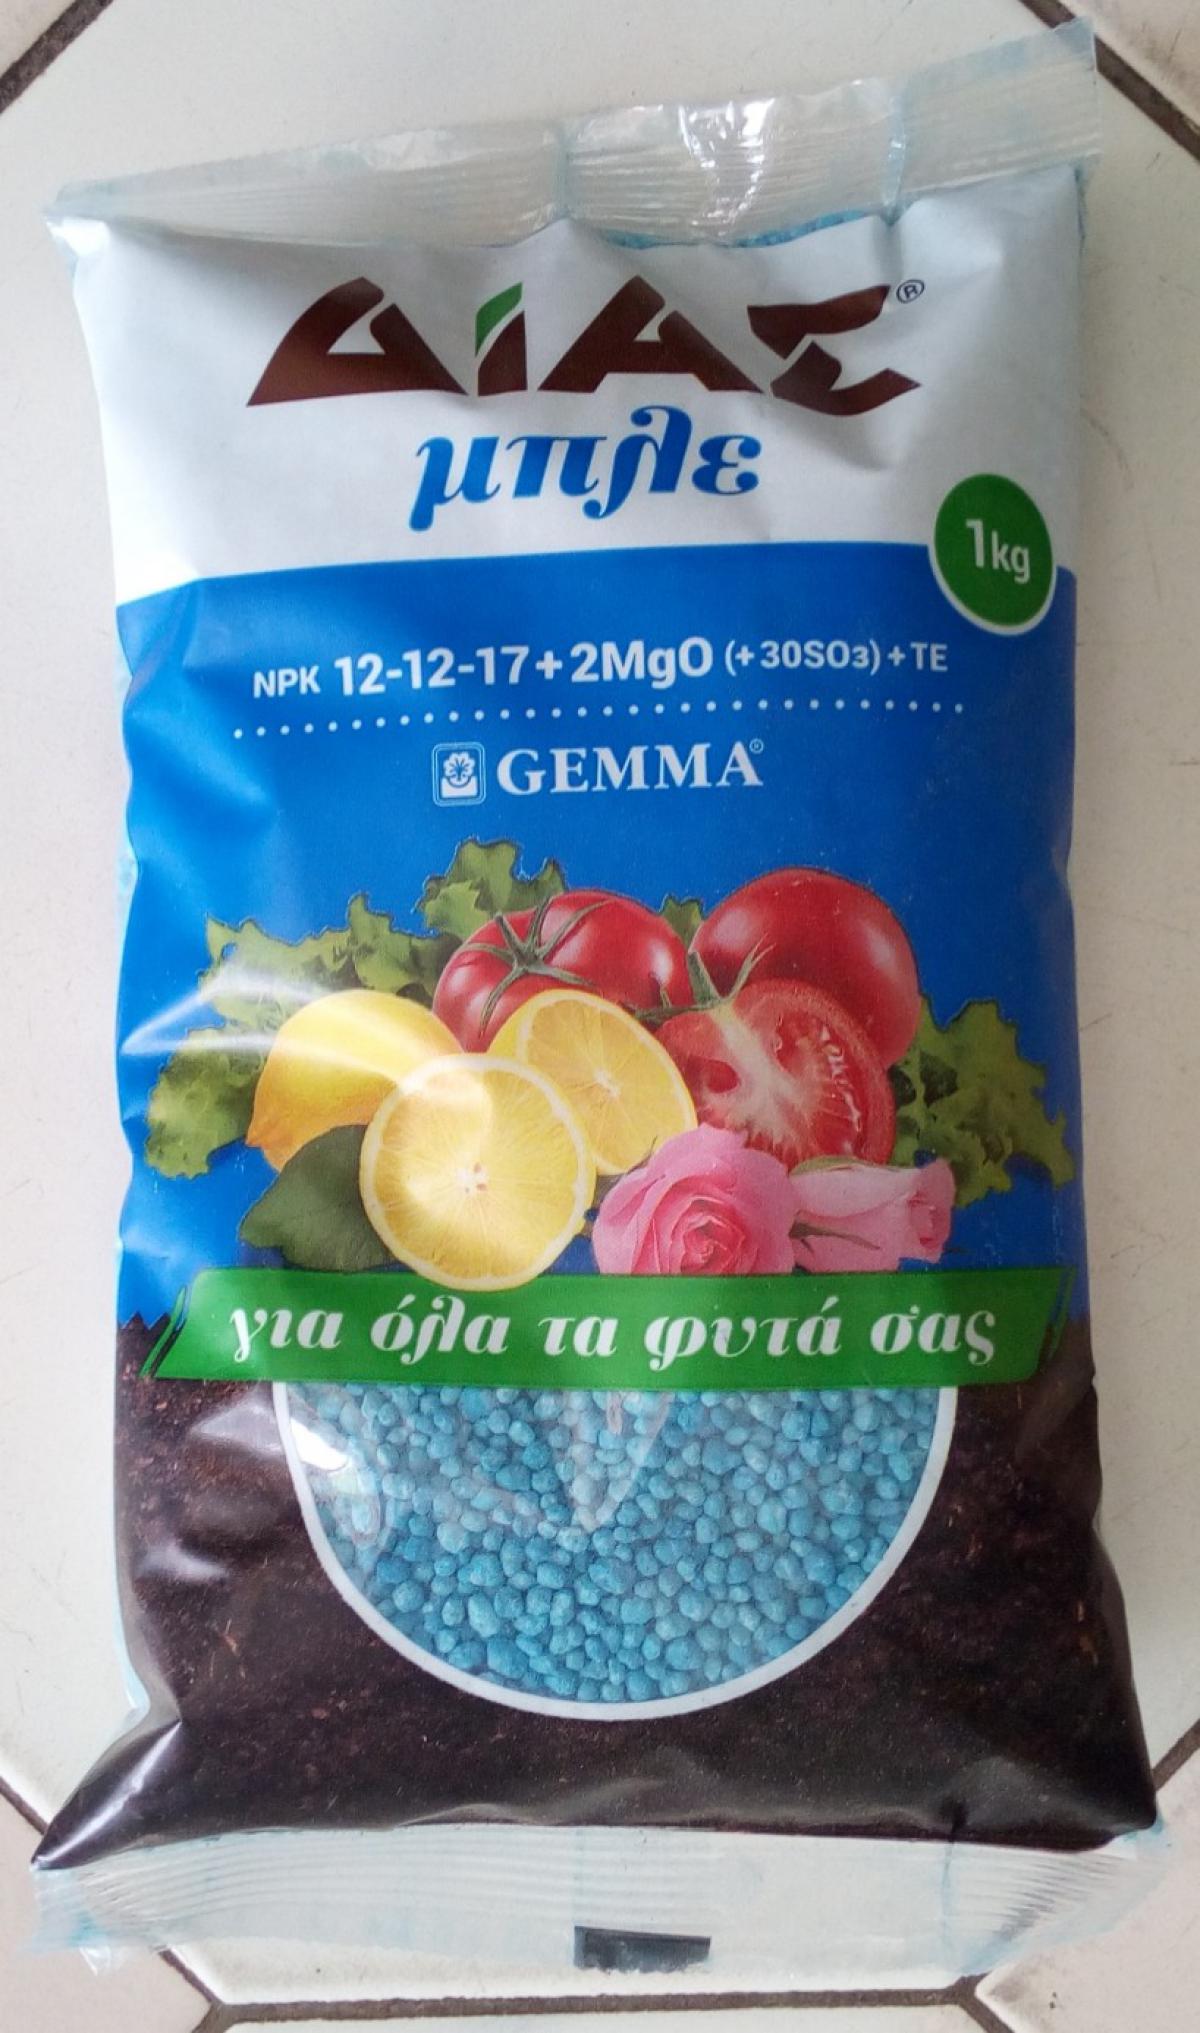 ΔΙΑΣ®
μπλε
1kg
NPK 12-12-17+2MgO (+30SO3)+TE
GEMMA®
για όλα τα φυτά σας